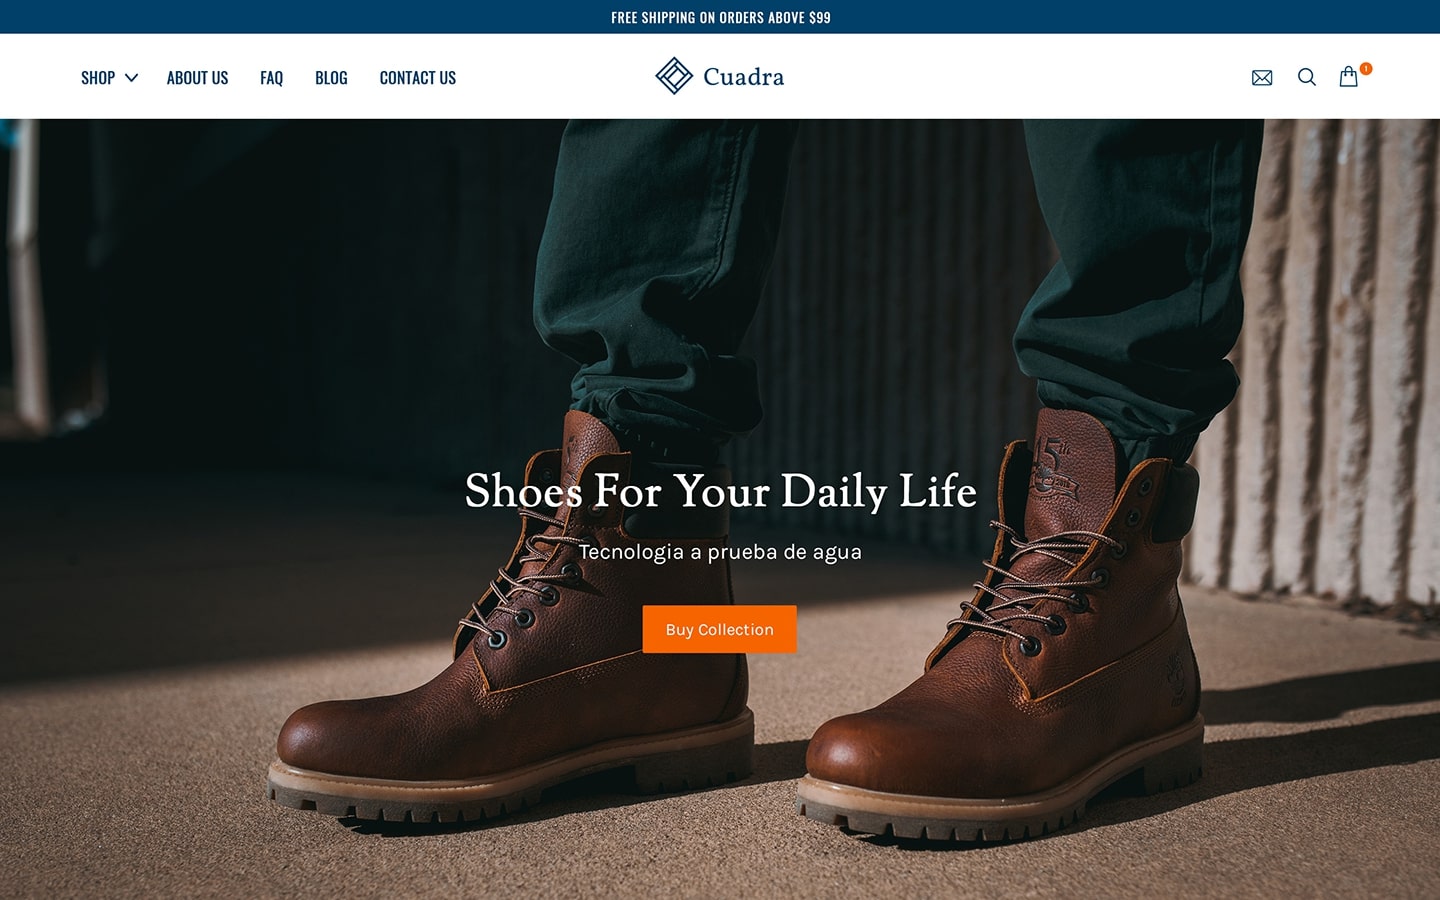 FREE SHIPPING ON ORDERS ABOVE $99
SHOP ABOUT US FAQ BLOG CONTACT US
Cuadra
1
Shoes For Your Daily Life
Tecnologia a prueba de agua
Buy Collection